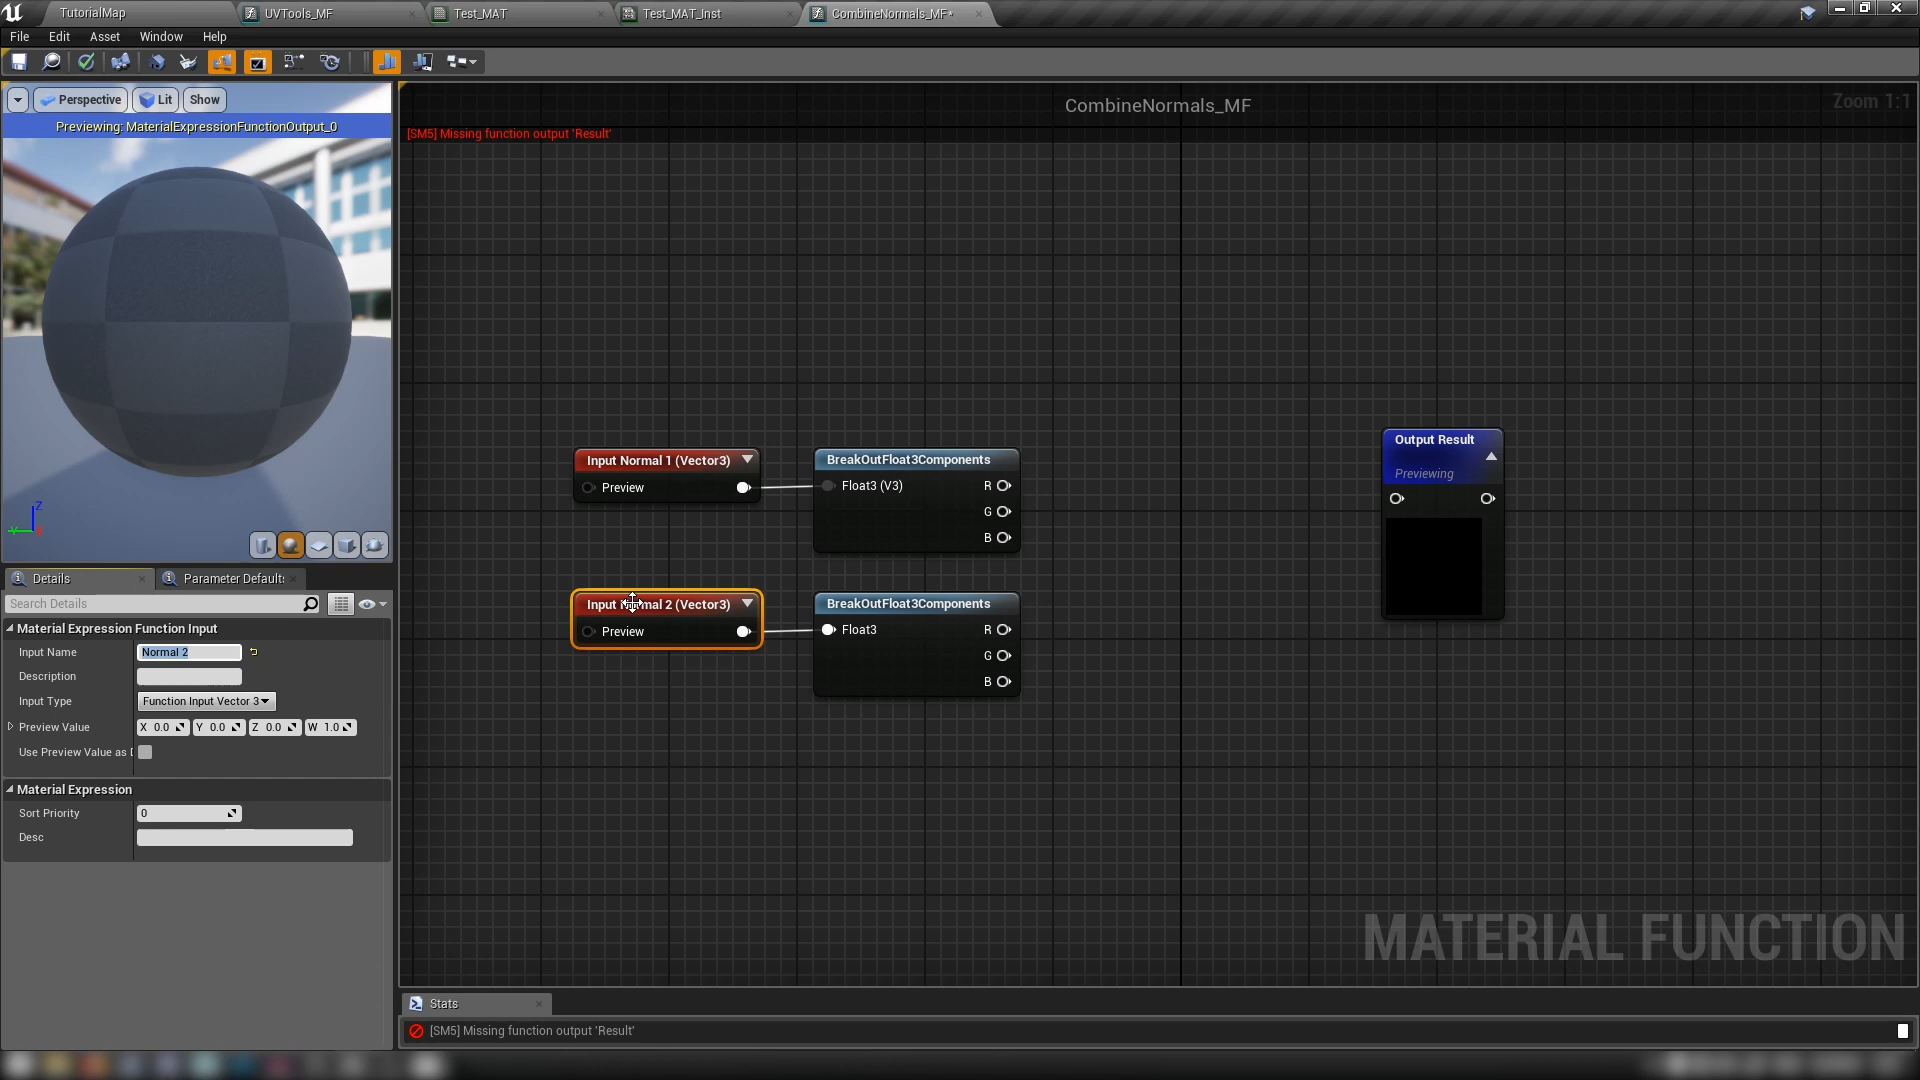 TutorialMap
UVTools_MF
Test_MAT
Test_MAT_Inst
CombineNormals_MF*
File Edit Asset Window Help
Perspective Lit Show
Previewing: MaterialExpressionFunctionOutput_0
CombineNormals_MF
Zoom 1:1
[SM5] Missing function output 'Result'
Input Normal 1 (Vector3)
Preview
BreakOutFloat3Components
Float3 (V3) R
G
B
Output Result
Previewing
Input Normal 2 (Vector3)
Preview
BreakOutFloat3Components
Float3 R
G
B
Z
Details
Parameter Defaults
Search Details
Material Expression Function Input
Input Name Normal 2
Description
Input Type Function Input Vector 3
Preview Value X 0.0 Y 0.0 Z 0.0 W 1.0
Use Preview Value as D
Material Expression
Sort Priority 0
Desc
MATERIAL FUNCTION
Stats
[SM5] Missing function output 'Result'